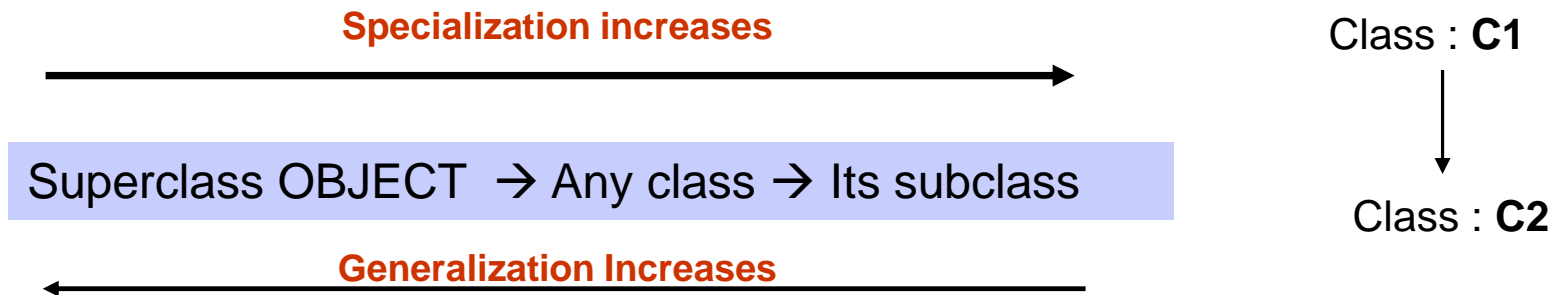 Specialization increases
Class : C1
Superclass OBJECT → Any class → Its subclass
Class : C2
Generalization Increases